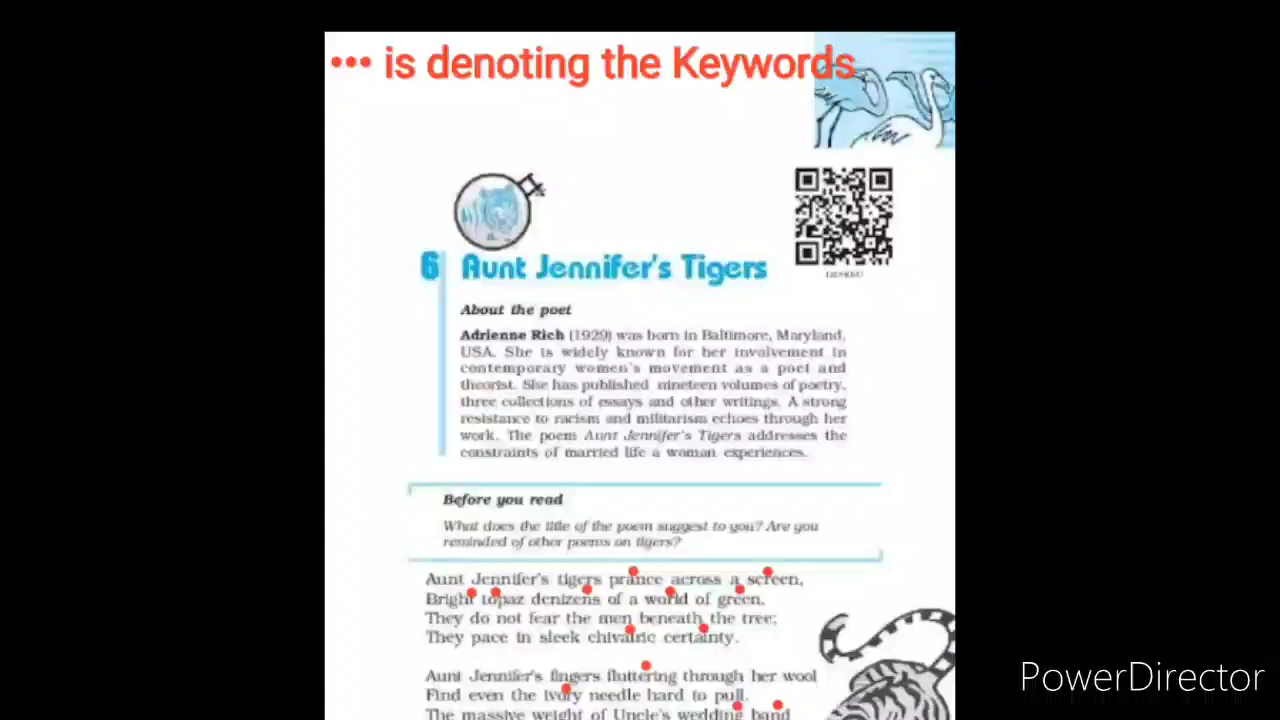 ••• is denoting the Keywords
6 Aunt Jennifer's Tigers
About the poet
Adrienne Rich (1929) was born in Baltimore, Maryland,
USA. She is widely known for her involvement in
contemporary women's movement as a poet and
theorist. She has published nineteen volumes of poetry,
three collections of essays and other writings. A strong
resistance to racism and militarism echoes through her
work. The poem Aunt Jennifer's Tigers addresses the
constraints of married life a woman experiences.
Before you read
What does the title of the poem suggest to you? Are you
reminded of other poems on tigers?
Aunt Jennifer's tigers prance across a screen,
Bright topaz denizens of a world of green.
They do not fear the men beneath the tree;
They pace in sleek chivalric certainty.
Aunt Jennifer's fingers fluttering through her wool
Find even the ivory needle hard to pull.
The massive weight of Uncle's wedding band
PowerDirector